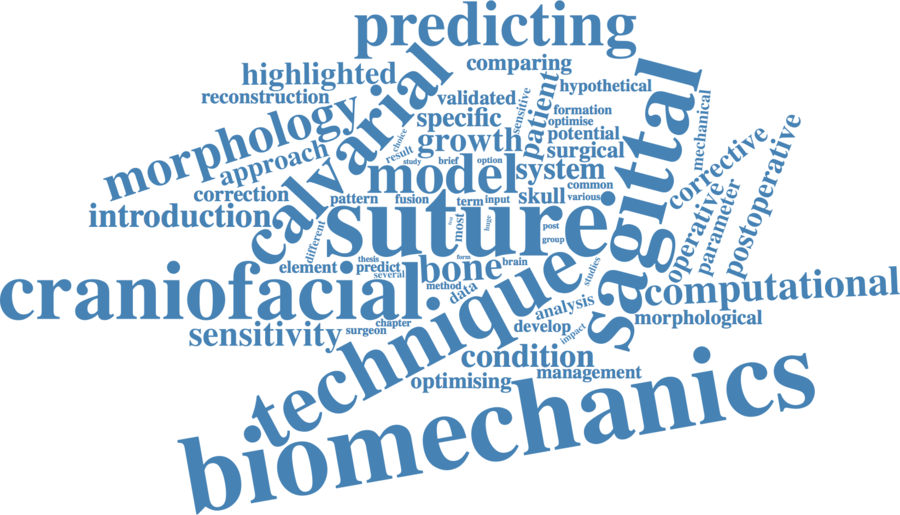 predicting
comparing
highlighted
hypothetical
reconstruction
validated
sensitive
patient
calvarial
sagittal
mechanical
formation
specific
optimise
morphology
choice
growth
potential
corrective
postoperative
result
surgical
approach
study
brief
option
model
system
correction
common
pattern
fusion
term
input
skull
various
operative
parameter
introduction
suture
different
most
huge
post
group
thesis
form
brain
element
predict
several
bone
studies
craniofacial
method
data
technique
computational
analysis
chapter
sensitivity
surgeon
develop
impact
morphological
condition
management
optimising
biomechanics